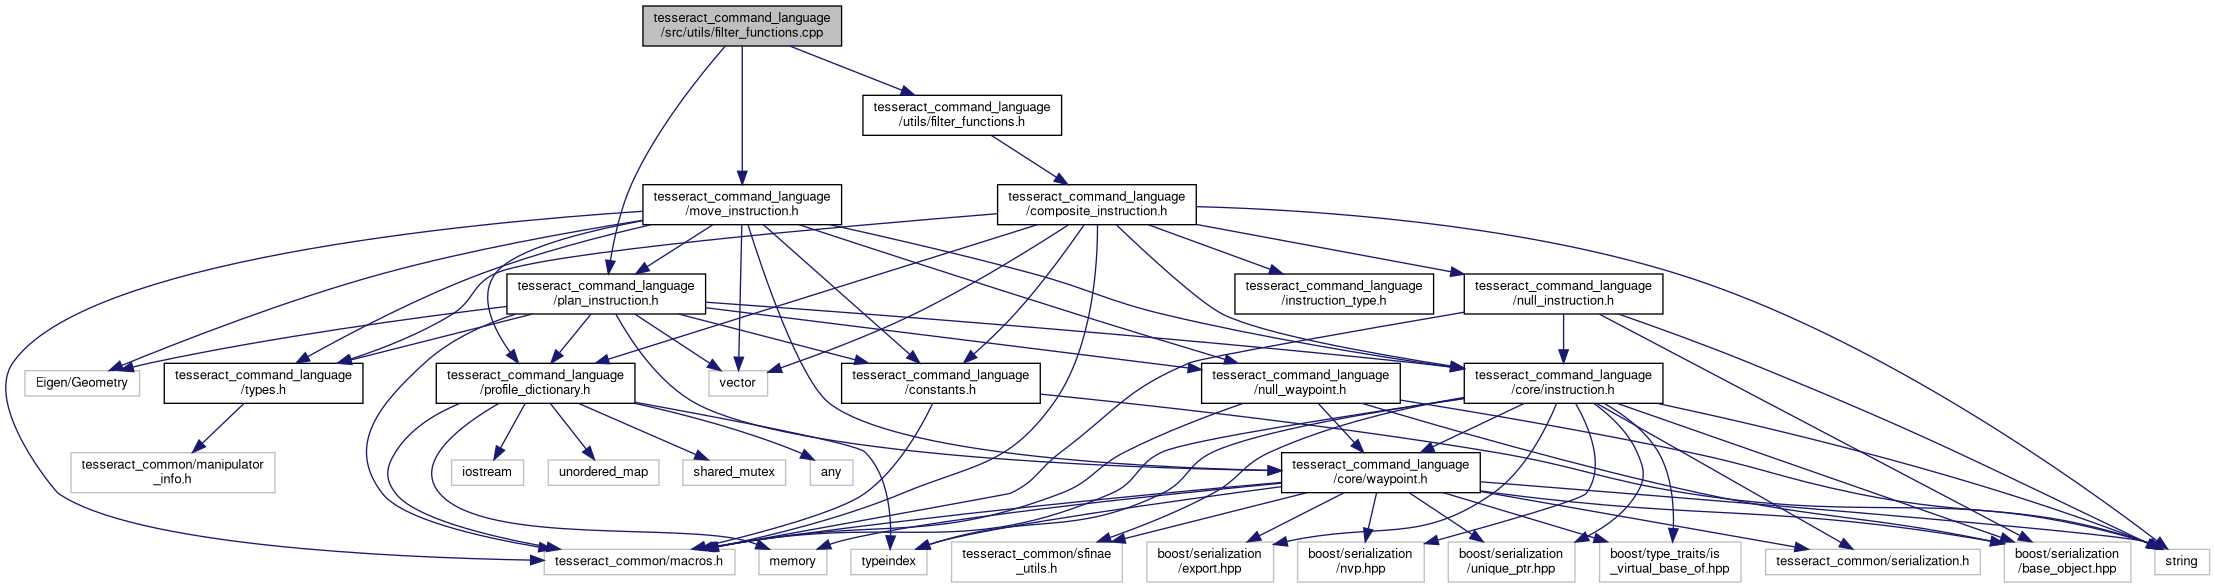 tesseract_command_language
/src/utils/filter_functions.cpp
tesseract_command_language
/utils/filter_functions.h
tesseract_command_language
/move_instruction.h
tesseract_command_language
/composite_instruction.h
tesseract_command_language
/plan_instruction.h
tesseract_command_language
/instruction_type.h
tesseract_command_language
/null_instruction.h
Eigen/Geometry
tesseract_command_language
/types.h
tesseract_command_language
/profile_dictionary.h
vector
tesseract_command_language
/constants.h
tesseract_command_language
/null_waypoint.h
tesseract_command_language
/core/instruction.h
tesseract_common/manipulator
_info.h
iostream
unordered_map
shared_mutex
any
tesseract_command_language
/core/waypoint.h
tesseract_common/macros.h
memory
typeindex
tesseract_common/sfinae
_utils.h
boost/serialization
/export.hpp
boost/serialization
/nvp.hpp
boost/serialization
/unique_ptr.hpp
boost/type_traits/is
_virtual_base_of.hpp
tesseract_common/serialization.h
boost/serialization
/base_object.hpp
string